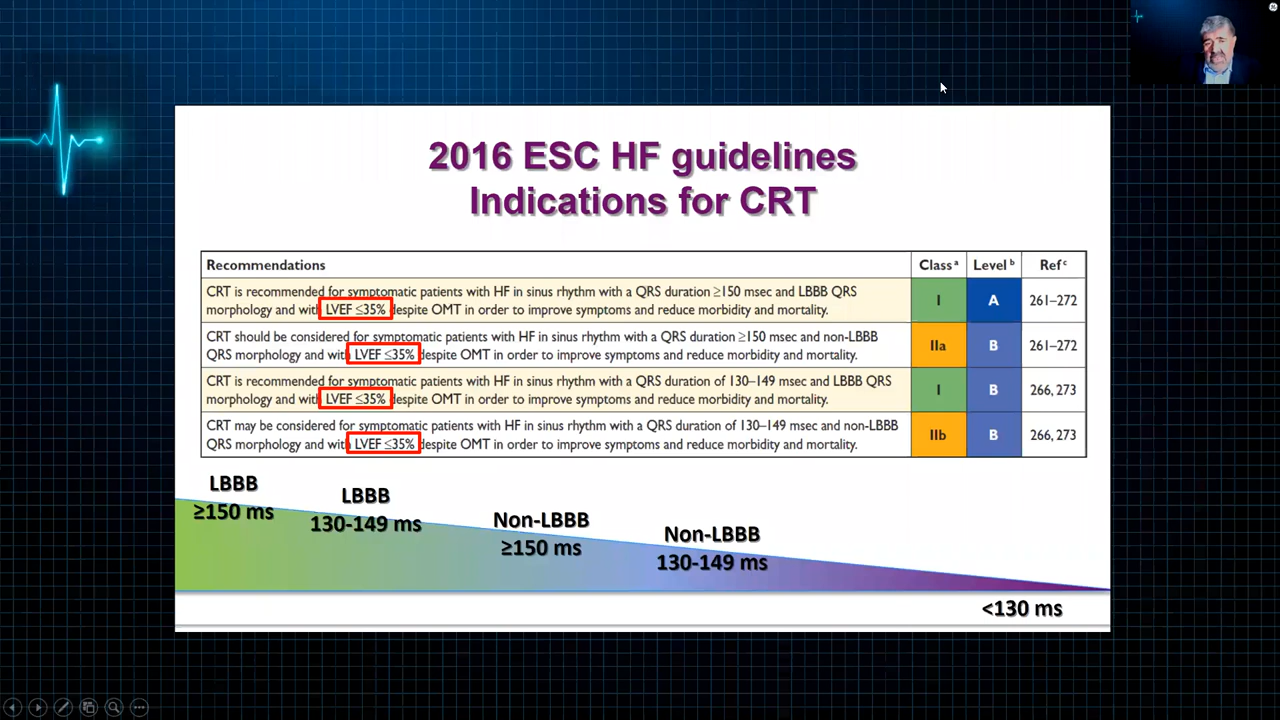 2016 ESC HF guidelines
Indications for CRT
Recommendations Class a Level b Ref c
CRT is recommended for symptomatic patients with HF in sinus rhythm with a QRS duration ≥150 msec and LBBB QRS
morphology and with LVEF ≤35% despite OMT in order to improve symptoms and reduce morbidity and mortality.
I A 261–272
CRT should be considered for symptomatic patients with HF in sinus rhythm with a QRS duration ≥150 msec and non-LBBB
QRS morphology and with LVEF ≤35% despite OMT in order to improve symptoms and reduce morbidity and mortality.
IIa B 261–272
CRT is recommended for symptomatic patients with HF in sinus rhythm with a QRS duration of 130–149 msec and LBBB QRS
morphology and with LVEF ≤35% despite OMT in order to improve symptoms and reduce morbidity and mortality.
I B 266, 273
CRT may be considered for symptomatic patients with HF in sinus rhythm with a QRS duration of 130–149 msec and non-LBBB
QRS morphology and with LVEF ≤35% despite OMT in order to improve symptoms and reduce morbidity and mortality.
IIb B 266, 273
LBBB
≥150 ms
LBBB
130-149 ms
Non-LBBB
≥150 ms
Non-LBBB
130-149 ms
<130 ms